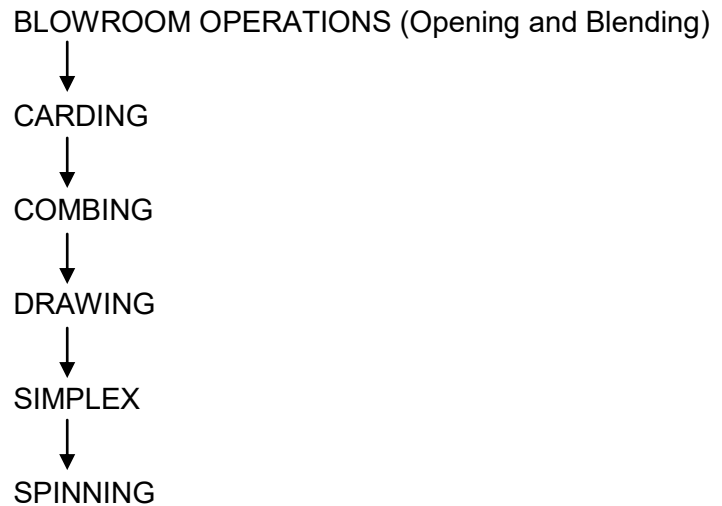 BLOWROOM OPERATIONS (Opening and Blending)
CARDING
COMBING
DRAWING
SIMPLEX
SPINNING